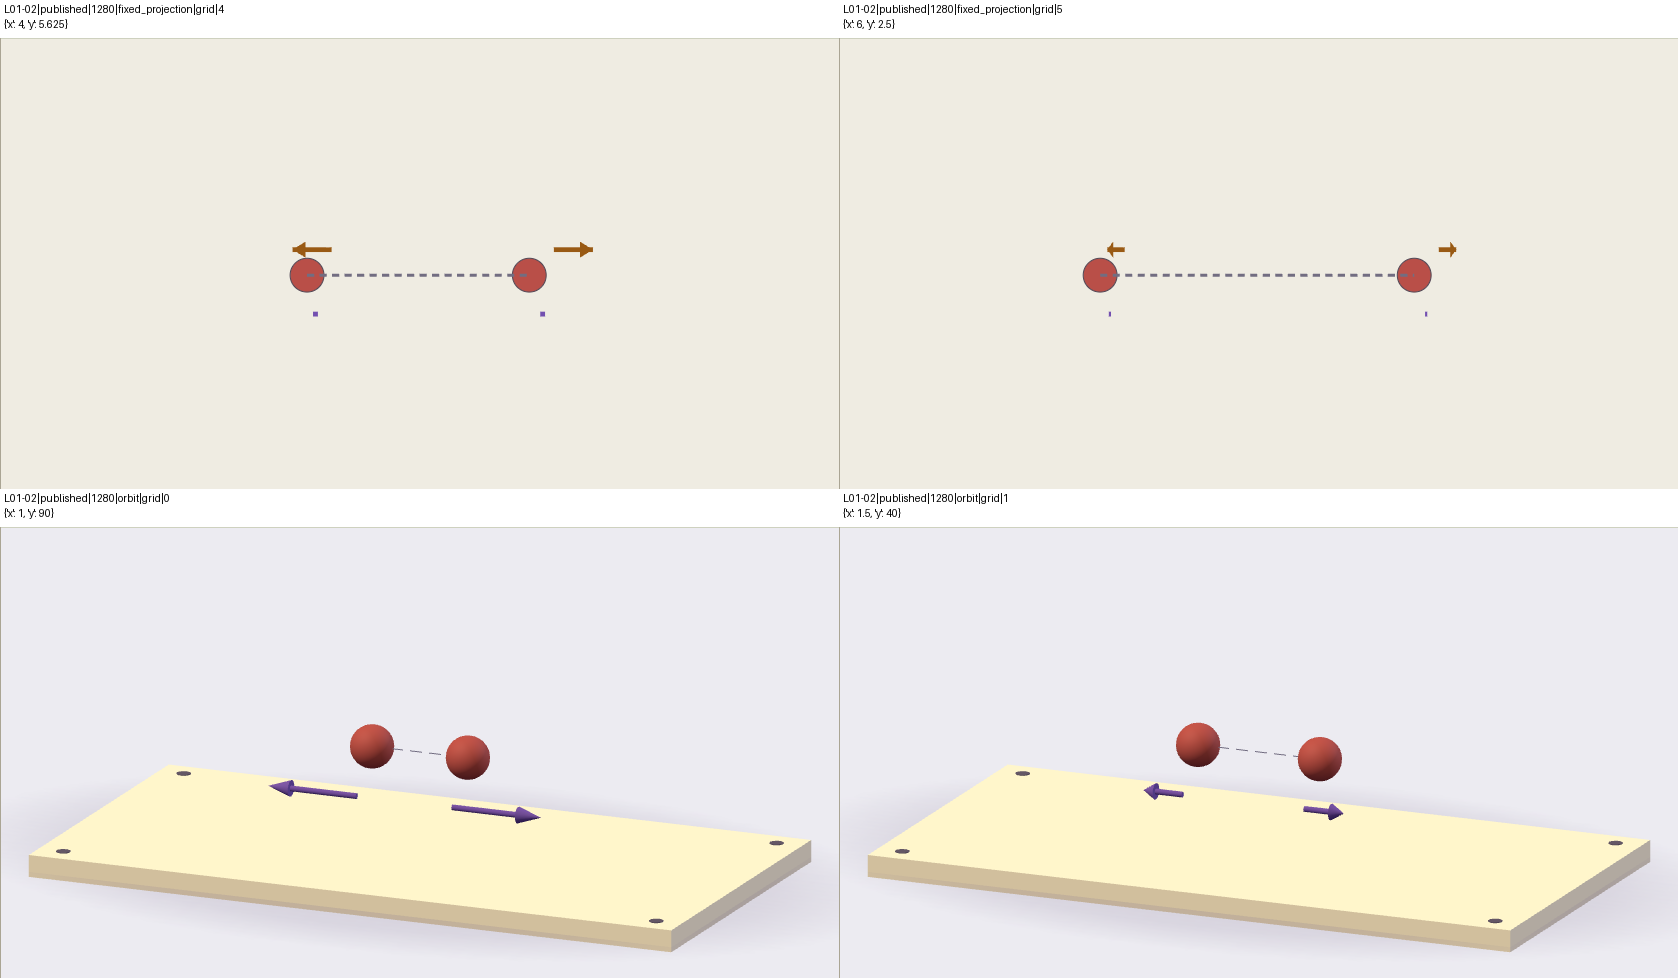 L01-02|published|1280|fixed_projection|grid|4
{'x': 4, 'y': 5.625}
L01-02|published|1280|fixed_projection|grid|5
{'x': 6, 'y': 2.5}
L01-02|published|1280|orbit|grid|0
{'x': 1, 'y': 90}
L01-02|published|1280|orbit|grid|1
{'x': 1.5, 'y': 40}